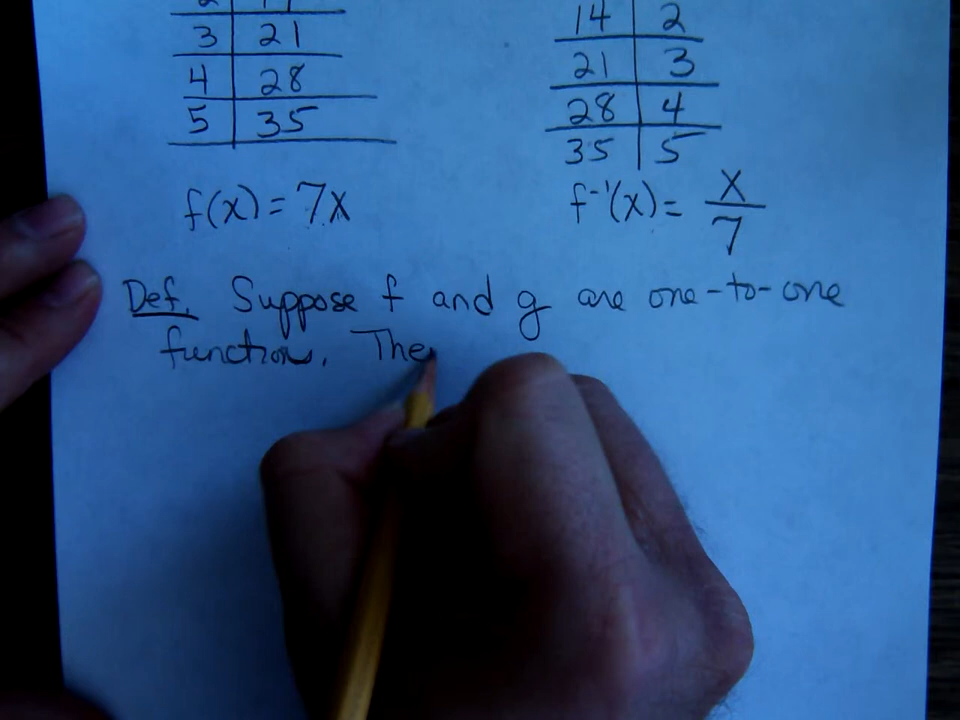 14 2
3 21
21 3
4 28
28 4
5 35
35 5
f(x) = 7x
f⁻¹(x) = x/7
Def. Suppose f and g are one-to-one
function. The